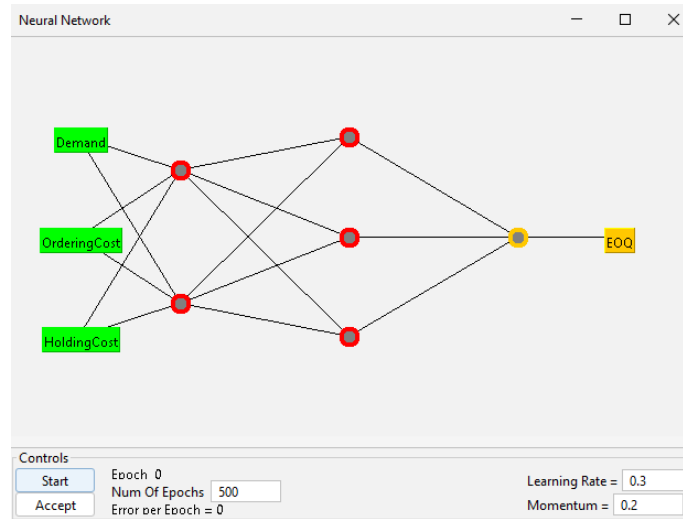 Neural Network
Demand
OrderingCost
EOQ
HoldingCost
Controls
Start
Accept
Epoch 0
Num Of Epochs 500
Error per Epoch = 0
Learning Rate = 0.3
Momentum = 0.2